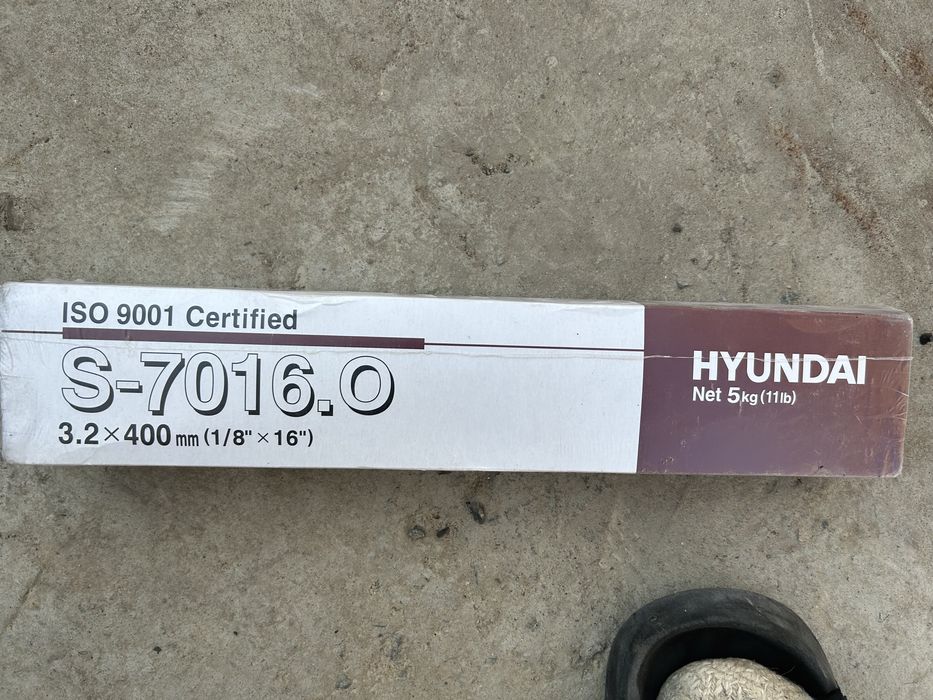 ISO 9001 Certified
S-7016.O
3.2×400 mm (1/8" × 16")
HYUNDAI
Net 5kg (11lb)